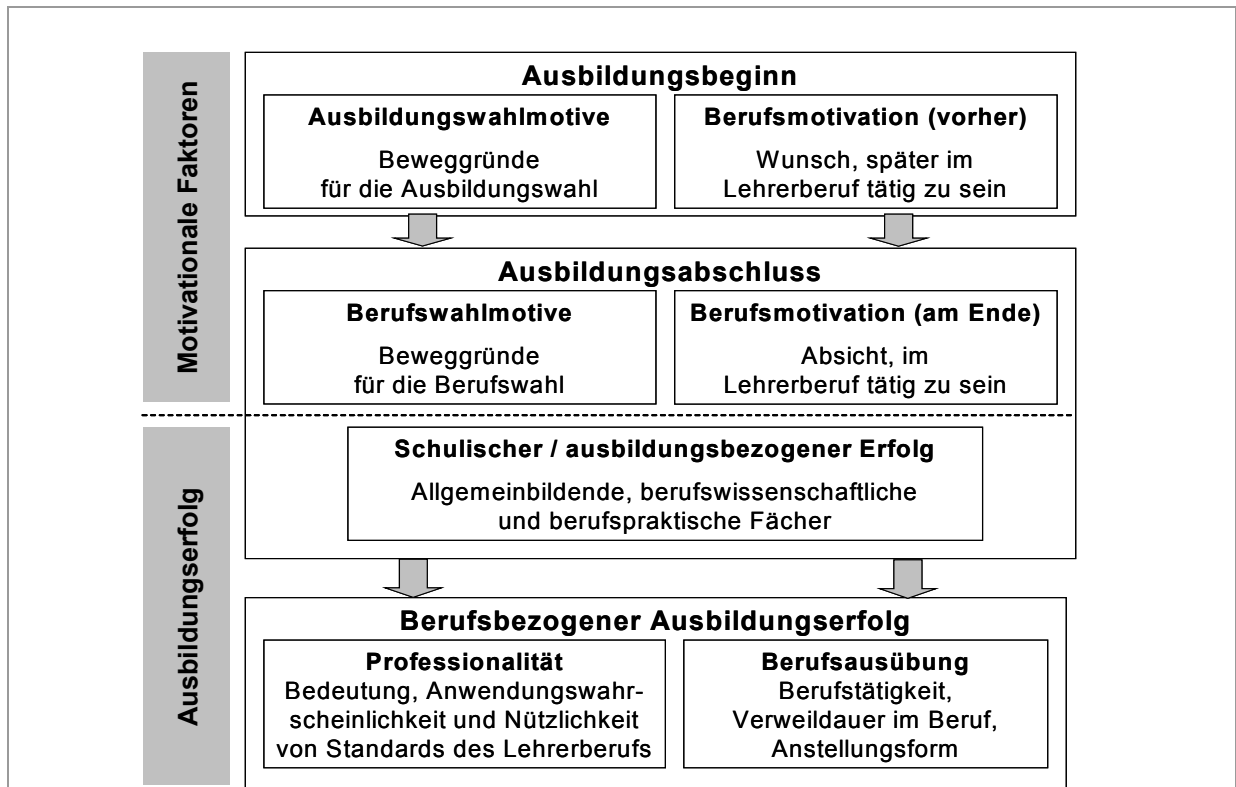 Motivationale Faktoren
Ausbildungsbeginn
Ausbildungswahlmotive
Beweggründe
für die Ausbildungswahl
Berufsmotivation (vorher)
Wunsch, später im
Lehrerberuf tätig zu sein
Ausbildungsabschluss
Berufswahlmotive
Beweggründe
für die Berufswahl
Berufsmotivation (am Ende)
Absicht, im
Lehrerberuf tätig zu sein
Ausbildungserfolg
Schulischer / ausbildungsbezogener Erfolg
Allgemeinbildende, berufswissenschaftliche
und berufspraktische Fächer
Berufsbezogener Ausbildungserfolg
Professionalität
Bedeutung, Anwendungswahr-
scheinlichkeit und Nützlichkeit
von Standards des Lehrerberufs
Berufsausübung
Berufstätigkeit,
Verweildauer im Beruf,
Anstellungsform